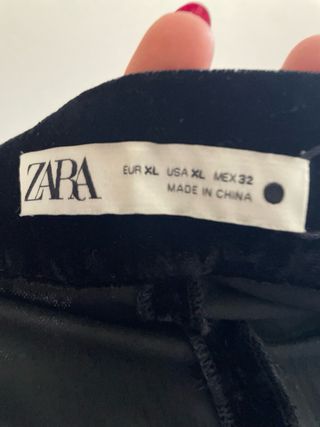 ZARA
EUR XL USA XL MEX 32
MADE IN CHINA